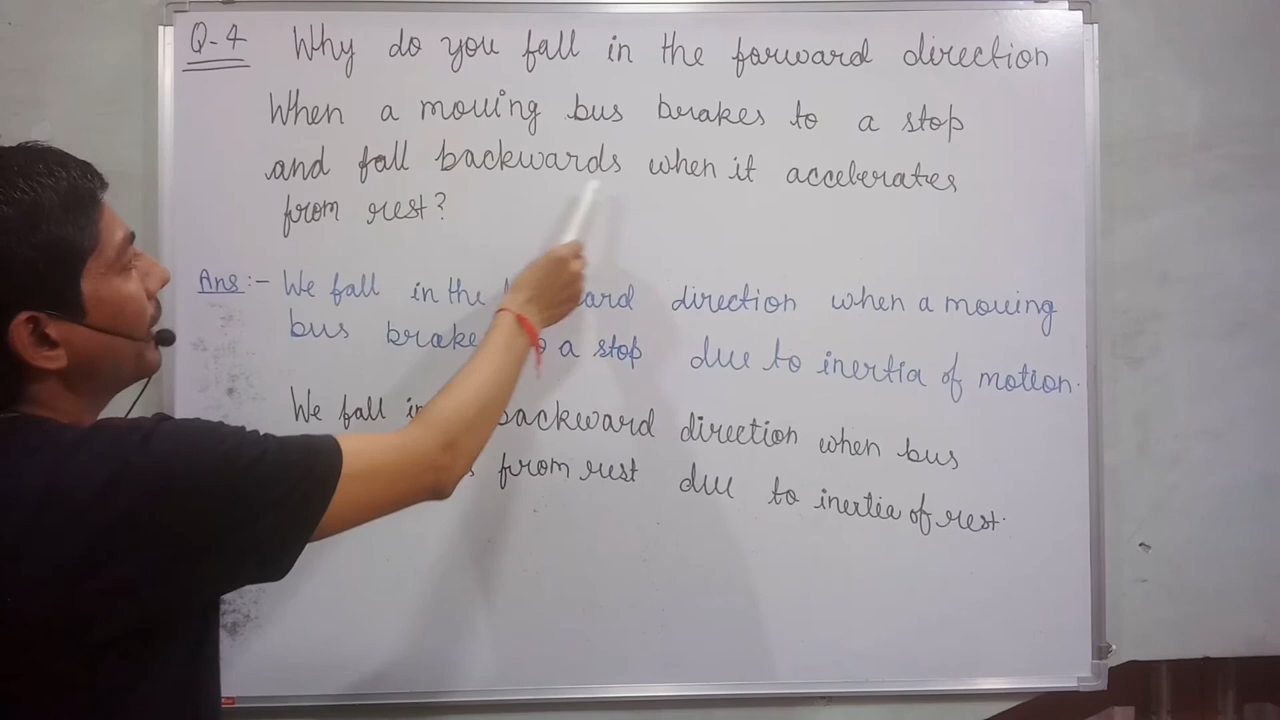 Q-4 Why do you fall in the forward direction
When a moving bus brakes to a stop
and fall backwards when it accelerates
from rest?
Ans:- We fall in the direction when a moving
bus a stop due to inertia of motion.
We fall backward direction when bus
from rest due to inertia of rest.